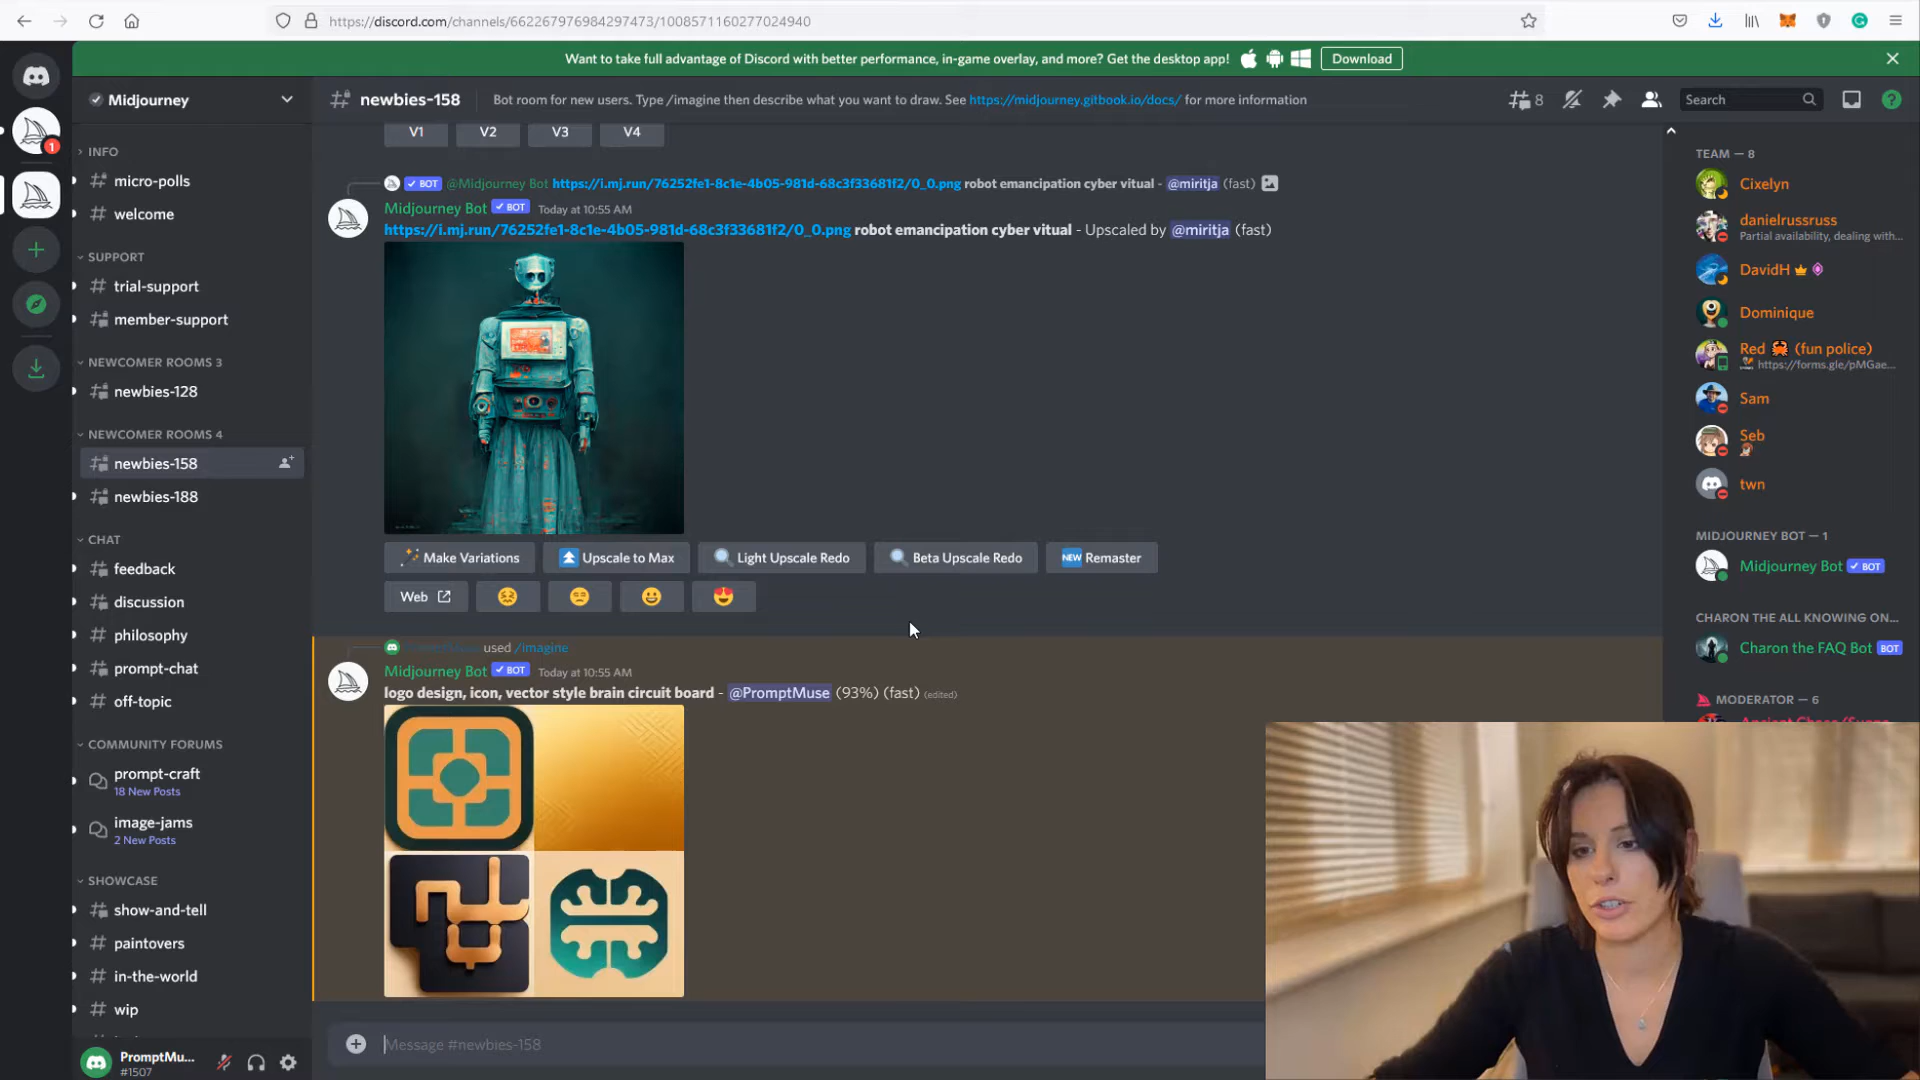 https://discord.com/channels/662267976984297473/1008571160277024940
Want to take full advantage of Discord with better performance, in-game overlay, and more? Get the desktop app! Download
Midjourney
newbies-158 Bot room for new users. Type /imagine then describe what you want to draw. See https://midjourney.gitbook.io/docs/ for more information
8
Search
1
INFO
micro-polls
welcome
SUPPORT
trial-support
member-support
NEWCOMER ROOMS 3
newbies-128
NEWCOMER ROOMS 4
newbies-158
newbies-188
CHAT
feedback
discussion
philosophy
prompt-chat
off-topic
COMMUNITY FORUMS
prompt-craft
18 New Posts
image-jams
2 New Posts
SHOWCASE
show-and-tell
paintovers
in-the-world
wip
PromptMu...
#1507
V1 V2 V3 V4
BOT @Midjourney Bot https://i.mj.run/76252fe1-8c1e-4b05-981d-68c3f33681f2/0_0.png robot emancipation cyber vitual - @miritja (fast)
Midjourney Bot BOT Today at 10:55 AM
https://i.mj.run/76252fe1-8c1e-4b05-981d-68c3f33681f2/0_0.png robot emancipation cyber vitual - Upscaled by @miritja (fast)
Make Variations Upscale to Max Light Upscale Redo Beta Upscale Redo NEW Remaster
Web
used /imagine
Midjourney Bot BOT Today at 10:55 AM
logo design, icon, vector style brain circuit board - @PromptMuse (93%) (fast) (edited)
Message #newbies-158
TEAM — 8
Cixelyn
danielrussruss
Partial availability, dealing with...
DavidH
Dominique
Red (fun police)
https://forms.gle/pMGae...
Sam
Seb
twn
MIDJOURNEY BOT — 1
Midjourney Bot BOT
CHARON THE ALL KNOWING ON...
Charon the FAQ Bot BOT
MODERATOR — 6